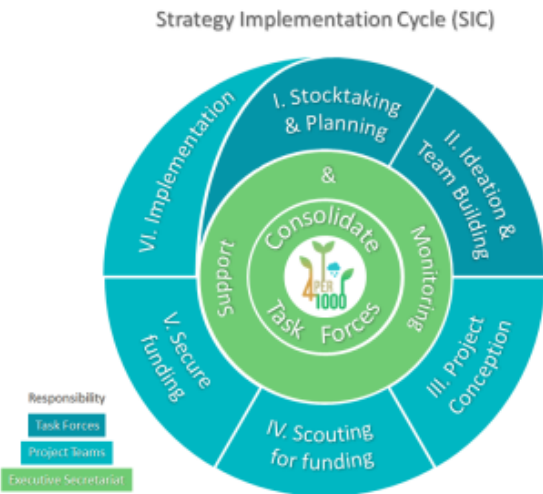 Strategy Implementation Cycle (SIC)
I. Stocktaking
& Planning
II. Ideation &
Team Building
III. Project
Conception
IV. Scouting
for funding
V. Secure
funding
VI. Implementation
Support
&
Monitoring
Consolidate
Task Forces
4 PER
1000
Responsibility
Task Forces
Project Teams
Executive Secretariat